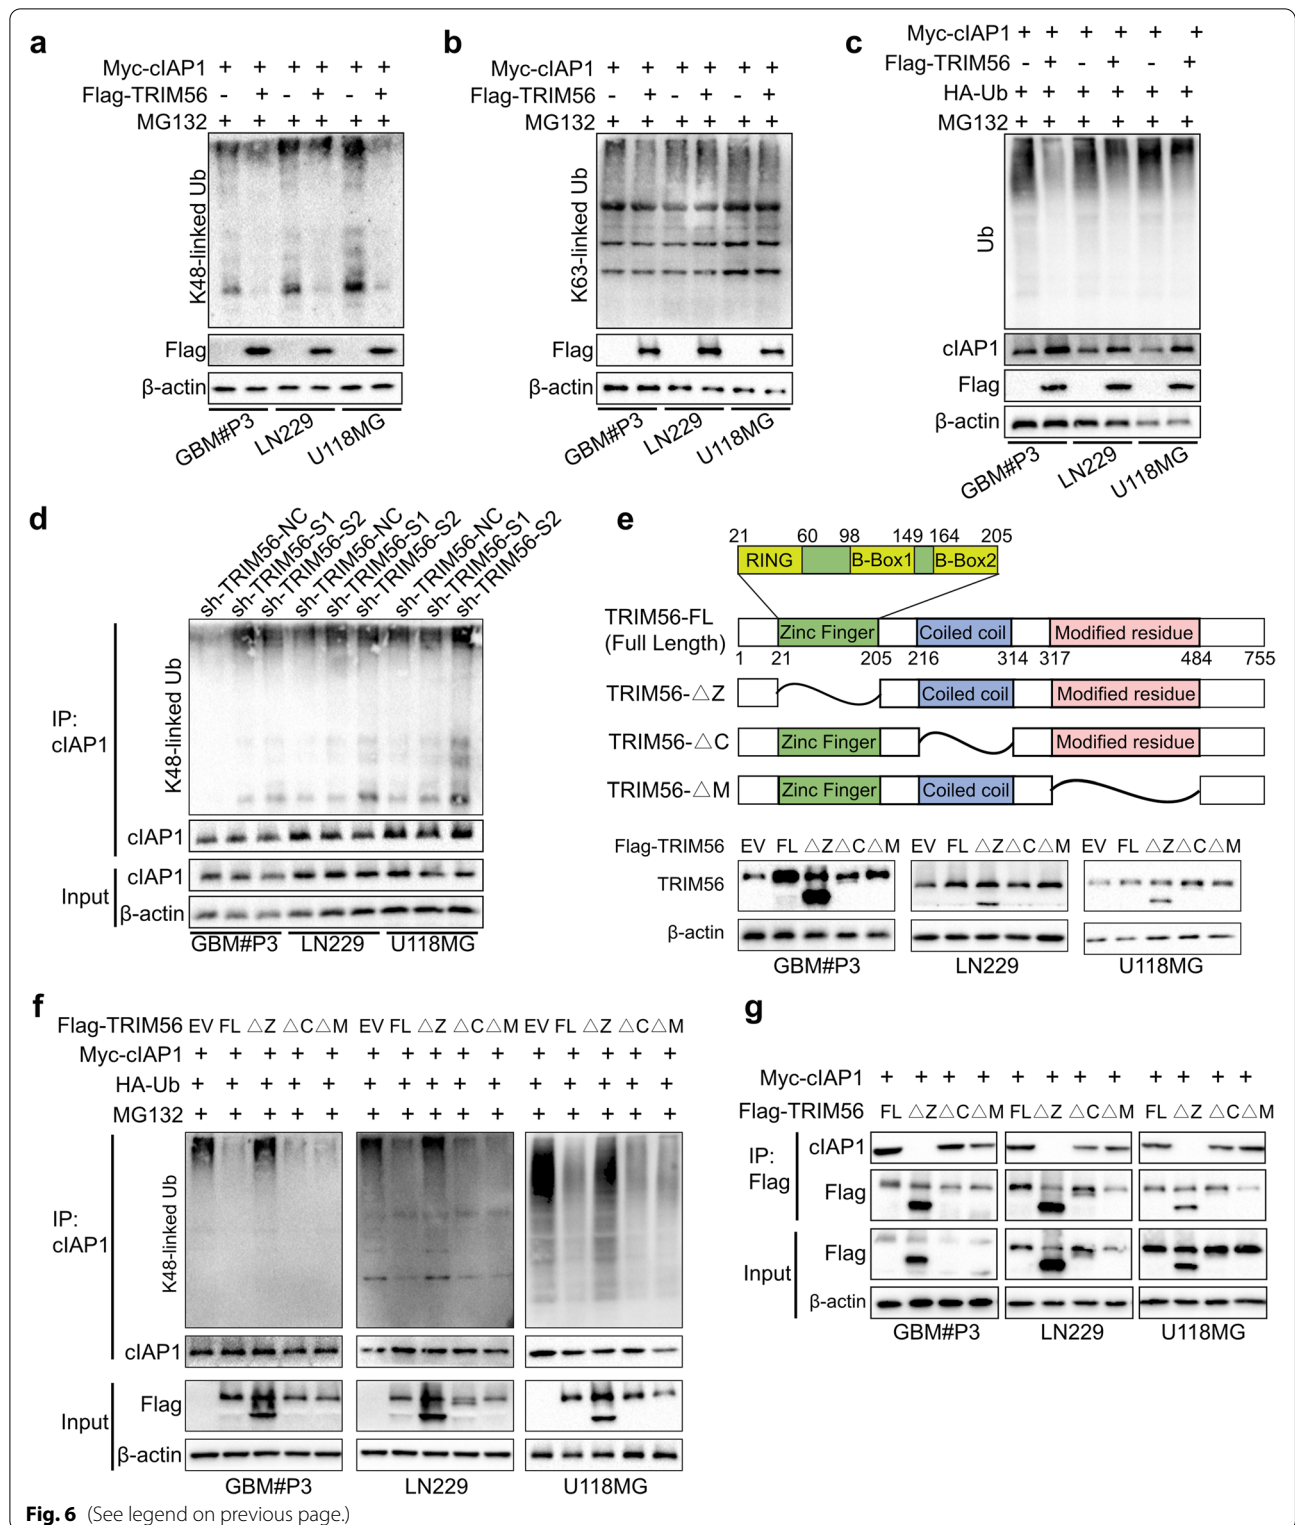 a
Myc-cIAP1 + + + + + +
Flag-TRIM56 - + - + - +
MG132 + + + + + +
K48-linked Ub
Flag
β-actin
GBM#P3 LN229 U118MG
b
Myc-cIAP1 + + + + + +
Flag-TRIM56 - + - + - +
MG132 + + + + + +
K63-linked Ub
Flag
β-actin
GBM#P3 LN229 U118MG
c
Myc-cIAP1 + + + + + +
Flag-TRIM56 - + - + - +
HA-Ub + + + + + +
MG132 + + + + + +
Ub
cIAP1
Flag
β-actin
GBM#P3 LN229 U118MG
d
sh-TRIM56-NC sh-TRIM56-S1 sh-TRIM56-S2 sh-TRIM56-NC sh-TRIM56-S1 sh-TRIM56-S2 sh-TRIM56-NC sh-TRIM56-S1 sh-TRIM56-S2
IP:
cIAP1
K48-linked Ub
cIAP1
Input
cIAP1
β-actin
GBM#P3 LN229 U118MG
e
21 60 98 149 164 205
RING B-Box1 B-Box2
TRIM56-FL
(Full Length)
Zinc Finger Coiled coil Modified residue
1 21 205 216 314 317 484 755
TRIM56-△Z Coiled coil Modified residue
TRIM56-△C Zinc Finger Modified residue
TRIM56-△M Zinc Finger Coiled coil
Flag-TRIM56 EV FL △Z △C △M EV FL △Z △C △M EV FL △Z △C △M
TRIM56
β-actin
GBM#P3 LN229 U118MG
f
Flag-TRIM56 EV FL △Z △C △M EV FL △Z △C △M EV FL △Z △C △M
Myc-cIAP1 + + + + + + + + + + + + + + +
HA-Ub + + + + + + + + + + + + + + +
MG132 + + + + + + + + + + + + + + +
IP:
cIAP1
K48-linked Ub
cIAP1
Input
Flag
β-actin
GBM#P3 LN229 U118MG
g
Myc-cIAP1 + + + + + + + + + + + +
Flag-TRIM56 FL △Z △C △M FL △Z △C △M FL △Z △C △M
IP:
Flag
cIAP1
Flag
Input
Flag
β-actin
GBM#P3 LN229 U118MG
Fig. 6 (See legend on previous page.)